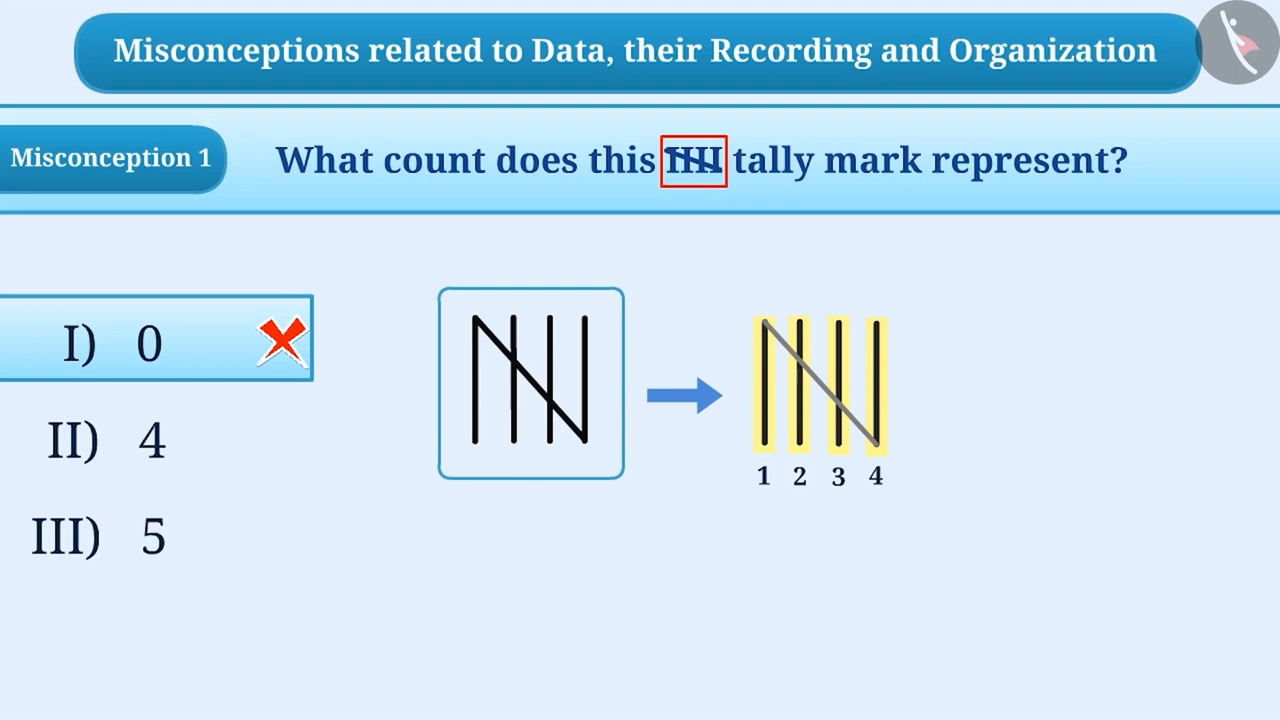 Misconceptions related to Data, their Recording and Organization
Misconception 1
What count does this tally mark represent?
I) 0
II) 4
III) 5
1 2 3 4